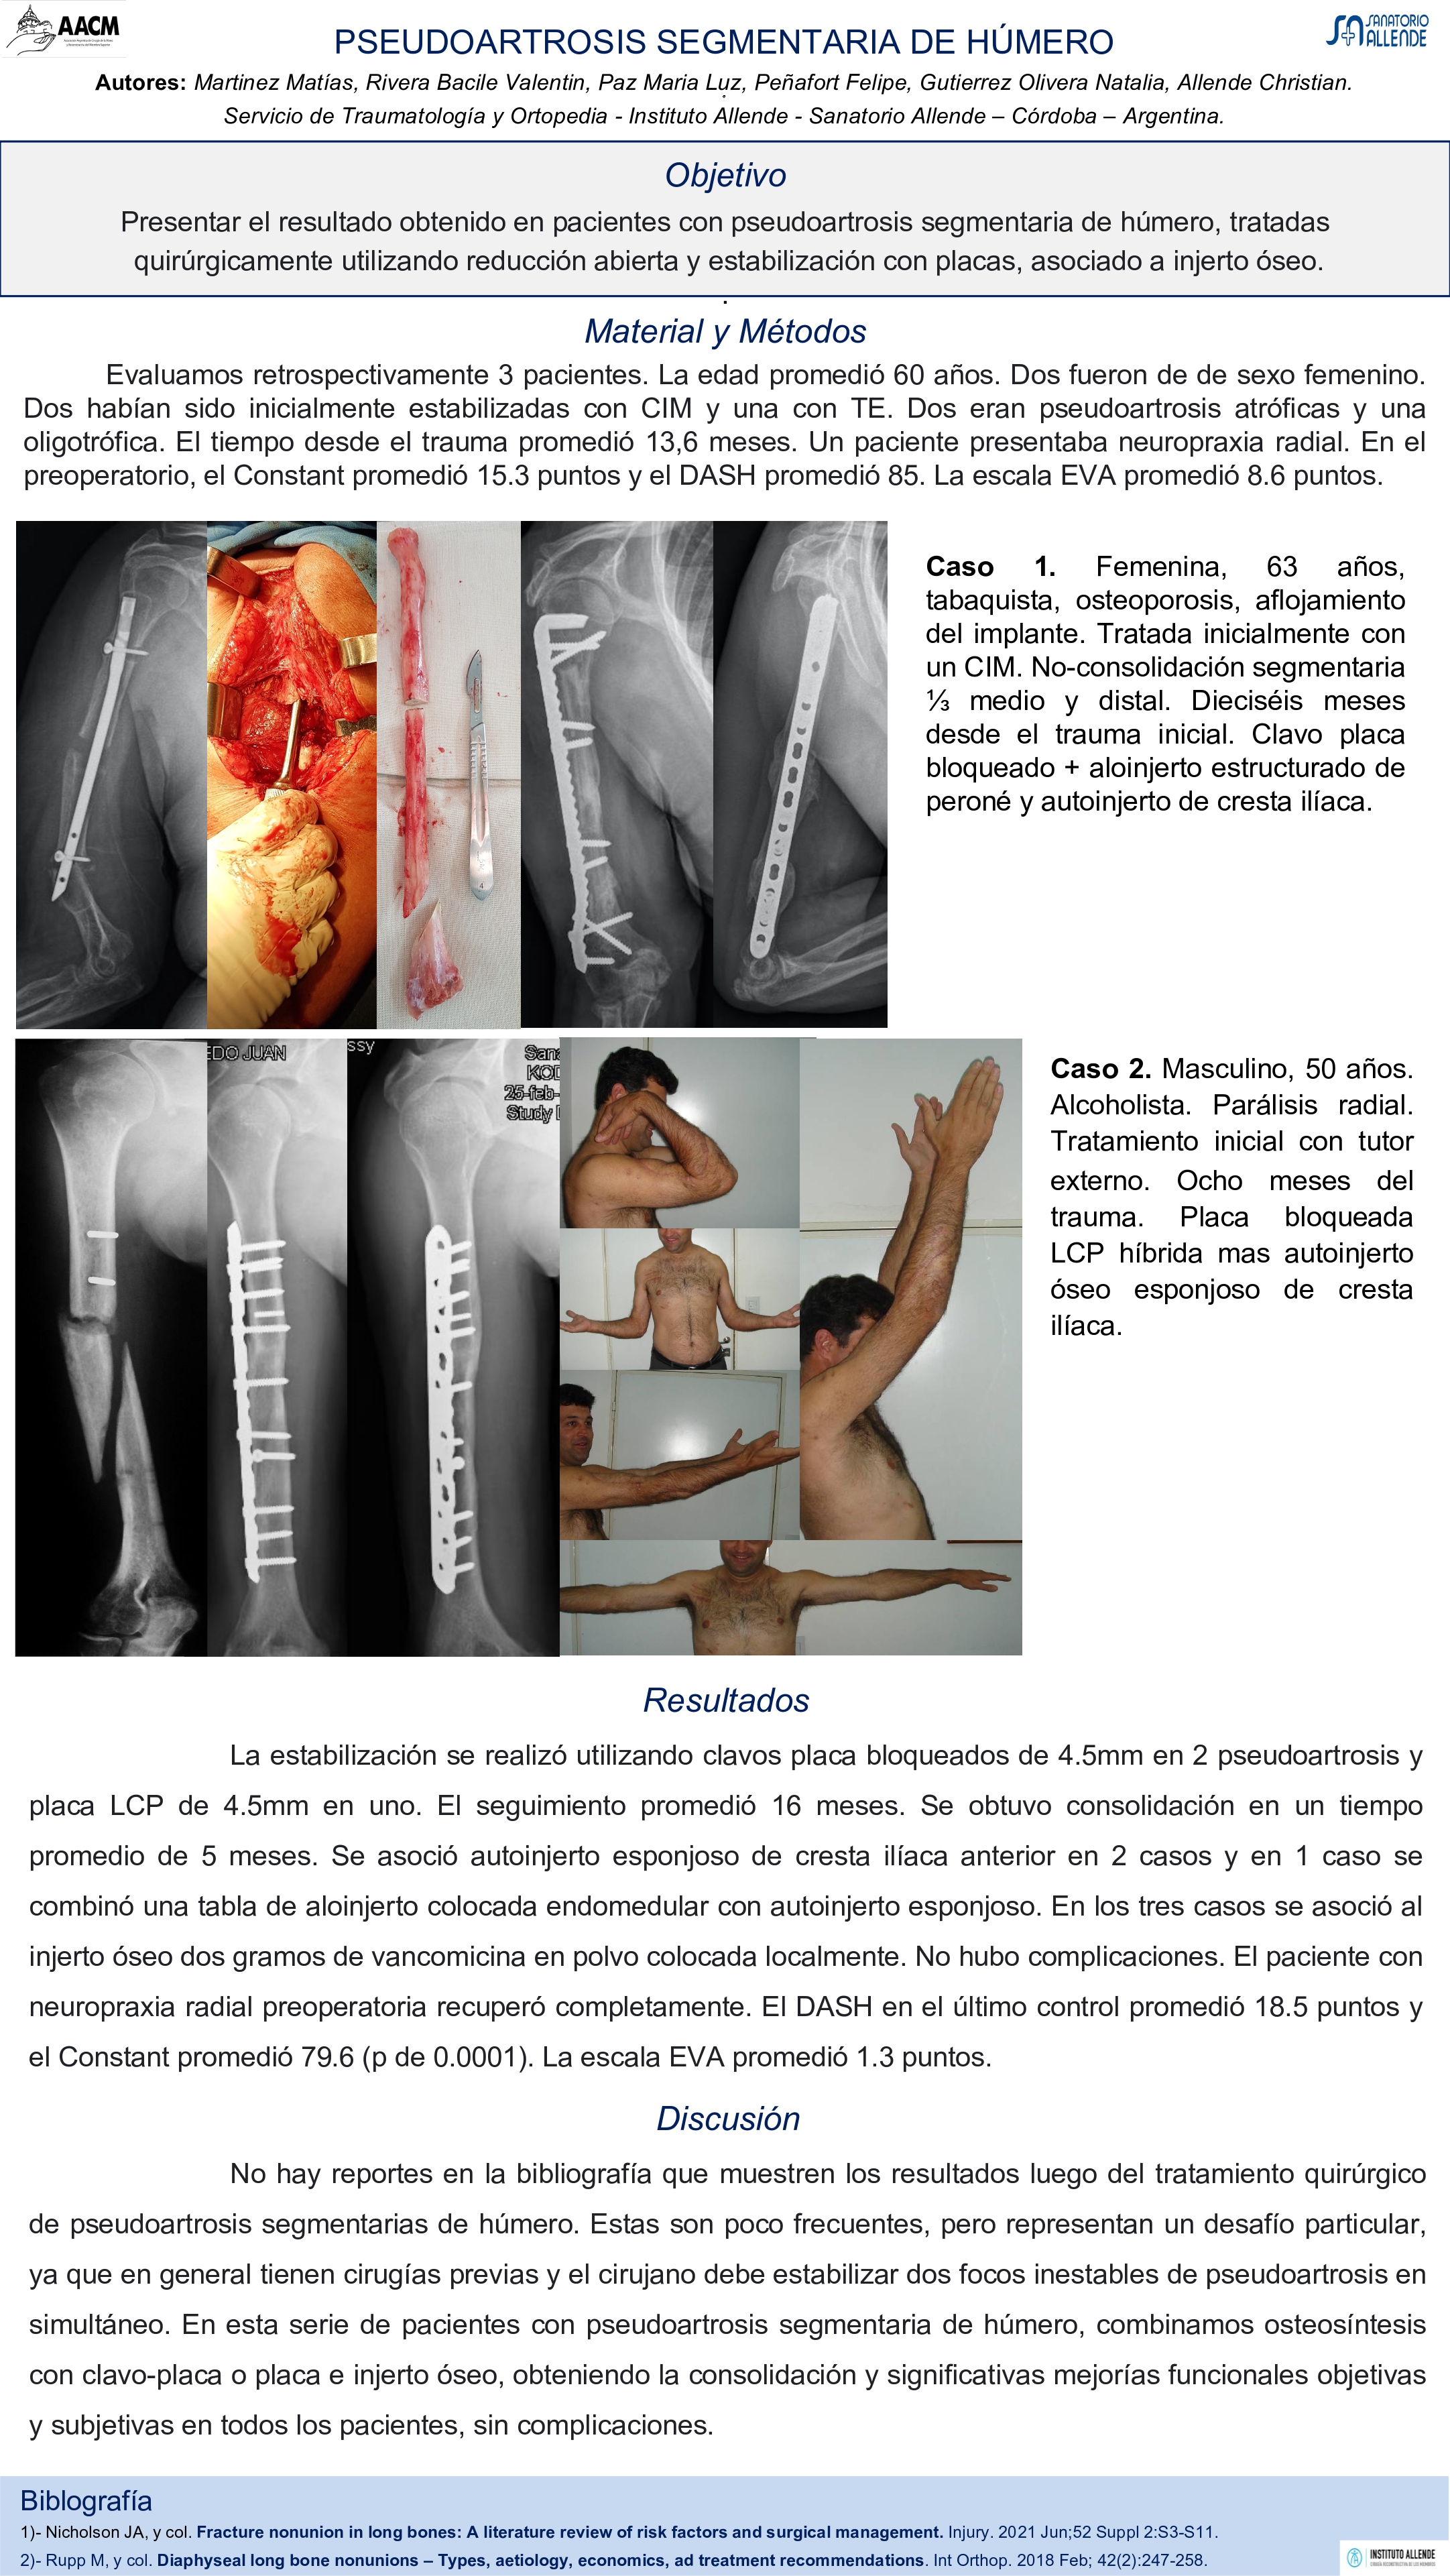 AACM
PSEUDOARTROSIS SEGMENTARIA DE HÚMERO
SANATORIO
ALLENDE
Autores: Martinez Matías, Rivera Bacile Valentin, Paz Maria Luz, Peñafort Felipe, Gutierrez Olivera Natalia, Allende Christian.
Servicio de Traumatología y Ortopedia - Instituto Allende - Sanatorio Allende – Córdoba – Argentina.
Objetivo
Presentar el resultado obtenido en pacientes con pseudoartrosis segmentaria de húmero, tratadas
quirúrgicamente utilizando reducción abierta y estabilización con placas, asociado a injerto óseo.
Material y Métodos
Evaluamos retrospectivamente 3 pacientes. La edad promedió 60 años. Dos fueron de de sexo femenino.
Dos habían sido inicialmente estabilizadas con CIM y una con TE. Dos eran pseudoartrosis atróficas y una
oligotrófica. El tiempo desde el trauma promedió 13,6 meses. Un paciente presentaba neuropraxia radial. En el
preoperatorio, el Constant promedió 15.3 puntos y el DASH promedió 85. La escala EVA promedió 8.6 puntos.
Caso 1. Femenina, 63 años,
tabaquista, osteoporosis, aflojamiento
del implante. Tratada inicialmente con
un CIM. No-consolidación segmentaria
⅓ medio y distal. Dieciséis meses
desde el trauma inicial. Clavo placa
bloqueado + aloinjerto estructurado de
peroné y autoinjerto de cresta ilíaca.
4
EDO JUAN
ssy
Sana
KOD
25-feb-
Study
Caso 2. Masculino, 50 años.
Alcoholista. Parálisis radial.
Tratamiento inicial con tutor
externo. Ocho meses del
trauma. Placa bloqueada
LCP híbrida mas autoinjerto
óseo esponjoso de cresta
ilíaca.
Resultados
La estabilización se realizó utilizando clavos placa bloqueados de 4.5mm en 2 pseudoartrosis y
placa LCP de 4.5mm en uno. El seguimiento promedió 16 meses. Se obtuvo consolidación en un tiempo
promedio de 5 meses. Se asoció autoinjerto esponjoso de cresta ilíaca anterior en 2 casos y en 1 caso se
combinó una tabla de aloinjerto colocada endomedular con autoinjerto esponjoso. En los tres casos se asoció al
injerto óseo dos gramos de vancomicina en polvo colocada localmente. No hubo complicaciones. El paciente con
neuropraxia radial preoperatoria recuperó completamente. El DASH en el último control promedió 18.5 puntos y
el Constant promedió 79.6 (p de 0.0001). La escala EVA promedió 1.3 puntos.
Discusión
No hay reportes en la bibliografía que muestren los resultados luego del tratamiento quirúrgico
de pseudoartrosis segmentarias de húmero. Estas son poco frecuentes, pero representan un desafío particular,
ya que en general tienen cirugías previas y el cirujano debe estabilizar dos focos inestables de pseudoartrosis en
simultáneo. En esta serie de pacientes con pseudoartrosis segmentaria de húmero, combinamos osteosíntesis
con clavo-placa o placa e injerto óseo, obteniendo la consolidación y significativas mejorías funcionales objetivas
y subjetivas en todos los pacientes, sin complicaciones.
Biblografía
1)- Nicholson JA, y col. Fracture nonunion in long bones: A literature review of risk factors and surgical management. Injury. 2021 Jun;52 Suppl 2:S3-S11.
2)- Rupp M, y col. Diaphyseal long bone nonunions – Types, aetiology, economics, ad treatment recommendations. Int Orthop. 2018 Feb; 42(2):247-258.
INSTITUTO ALLENDE